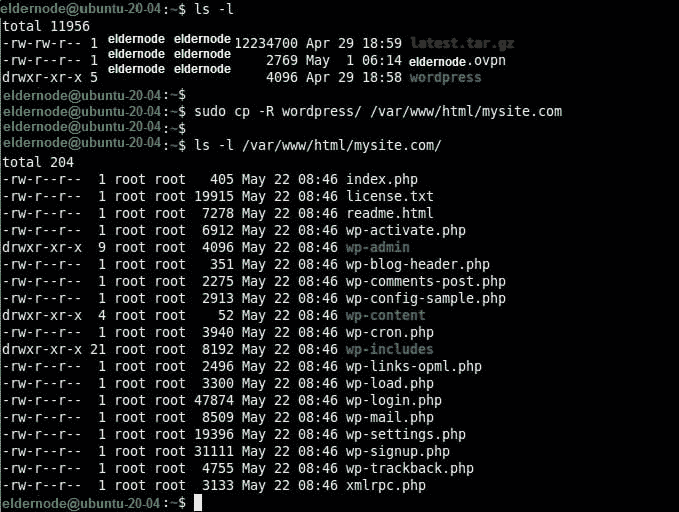 eldernode@ubuntu-20-04:~$ ls -l
total 11956
-rw-rw-r-- 1 eldernode eldernode 12234700 Apr 29 18:59 latest.tar.gz
-rw-r--r-- 1 eldernode eldernode 2769 May 1 06:14 eldernode.ovpn
drwxr-xr-x 5 eldernode eldernode 4096 Apr 29 18:58 wordpress
eldernode@ubuntu-20-04:~$
eldernode@ubuntu-20-04:~$ sudo cp -R wordpress/ /var/www/html/mysite.com
eldernode@ubuntu-20-04:~$
eldernode@ubuntu-20-04:~$ ls -l /var/www/html/mysite.com/
total 204
-rw-r--r-- 1 root root 405 May 22 08:46 index.php
-rw-r--r-- 1 root root 19915 May 22 08:46 license.txt
-rw-r--r-- 1 root root 7278 May 22 08:46 readme.html
-rw-r--r-- 1 root root 6912 May 22 08:46 wp-activate.php
drwxr-xr-x 9 root root 4096 May 22 08:46 wp-admin
-rw-r--r-- 1 root root 351 May 22 08:46 wp-blog-header.php
-rw-r--r-- 1 root root 2275 May 22 08:46 wp-comments-post.php
-rw-r--r-- 1 root root 2913 May 22 08:46 wp-config-sample.php
drwxr-xr-x 4 root root 52 May 22 08:46 wp-content
-rw-r--r-- 1 root root 3940 May 22 08:46 wp-cron.php
drwxr-xr-x 21 root root 8192 May 22 08:46 wp-includes
-rw-r--r-- 1 root root 2496 May 22 08:46 wp-links-opml.php
-rw-r--r-- 1 root root 3300 May 22 08:46 wp-load.php
-rw-r--r-- 1 root root 47874 May 22 08:46 wp-login.php
-rw-r--r-- 1 root root 8509 May 22 08:46 wp-mail.php
-rw-r--r-- 1 root root 19396 May 22 08:46 wp-settings.php
-rw-r--r-- 1 root root 31111 May 22 08:46 wp-signup.php
-rw-r--r-- 1 root root 4755 May 22 08:46 wp-trackback.php
-rw-r--r-- 1 root root 3133 May 22 08:46 xmlrpc.php
eldernode@ubuntu-20-04:~$